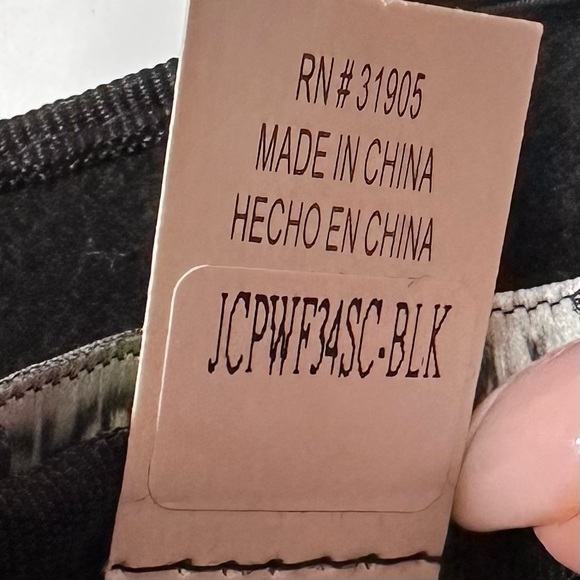 RN # 31905
MADE IN CHINA
HECHO EN CHINA
JCPWF34SC-BLK